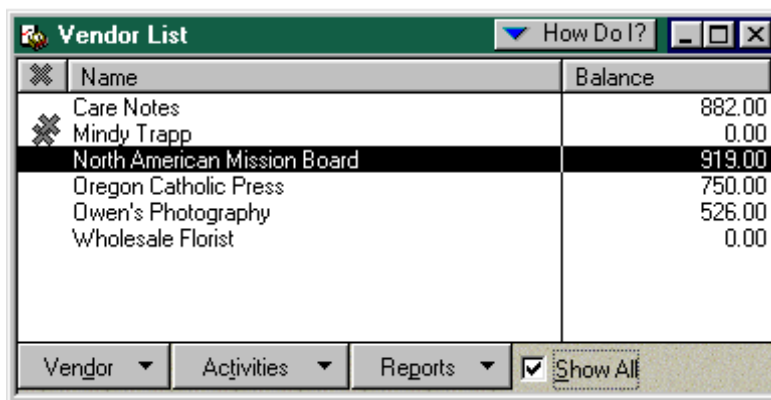 Vendor List How Do I?
Name Balance
Care Notes 882.00
Mindy Trapp 0.00
North American Mission Board 919.00
Oregon Catholic Press 750.00
Owen's Photography 526.00
Wholesale Florist 0.00
Vendor Activities Reports Show All